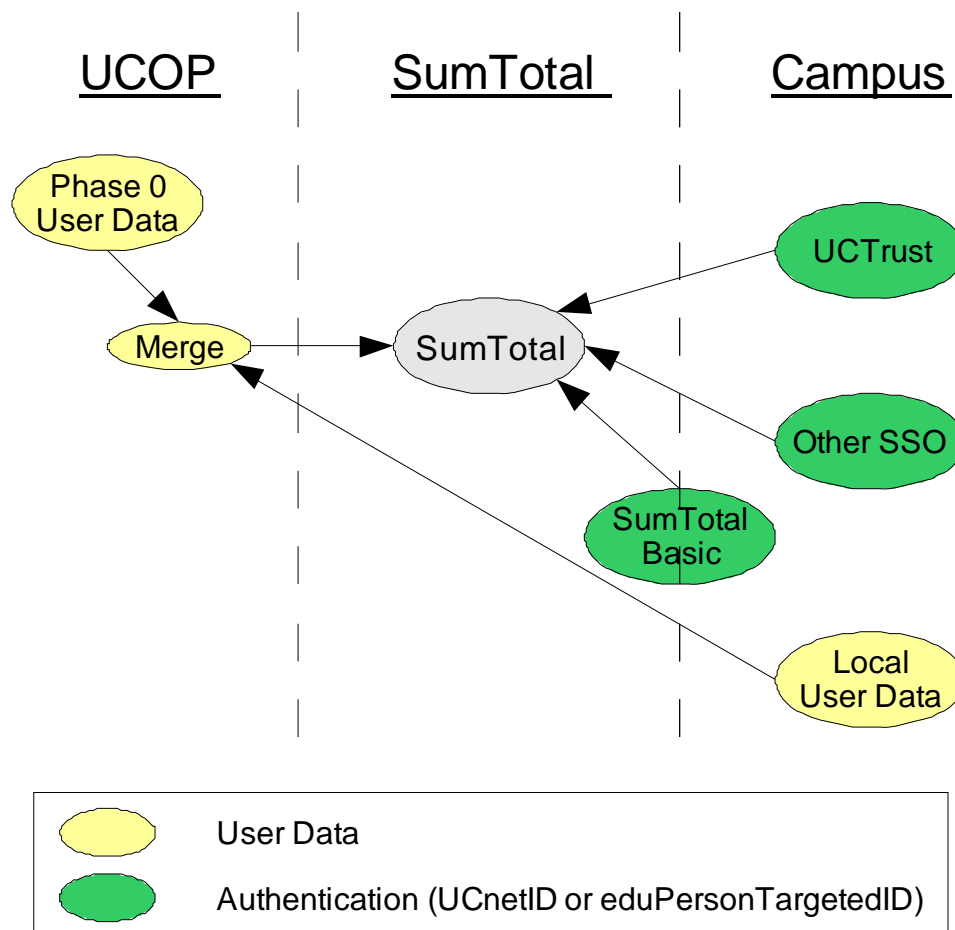 UCOP
SumTotal
Campus
Phase 0
User Data
UCTrust
Merge
SumTotal
Other SSO
SumTotal
Basic
Local
User Data
User Data
Authentication (UCnetID or eduPersonTargetedID)